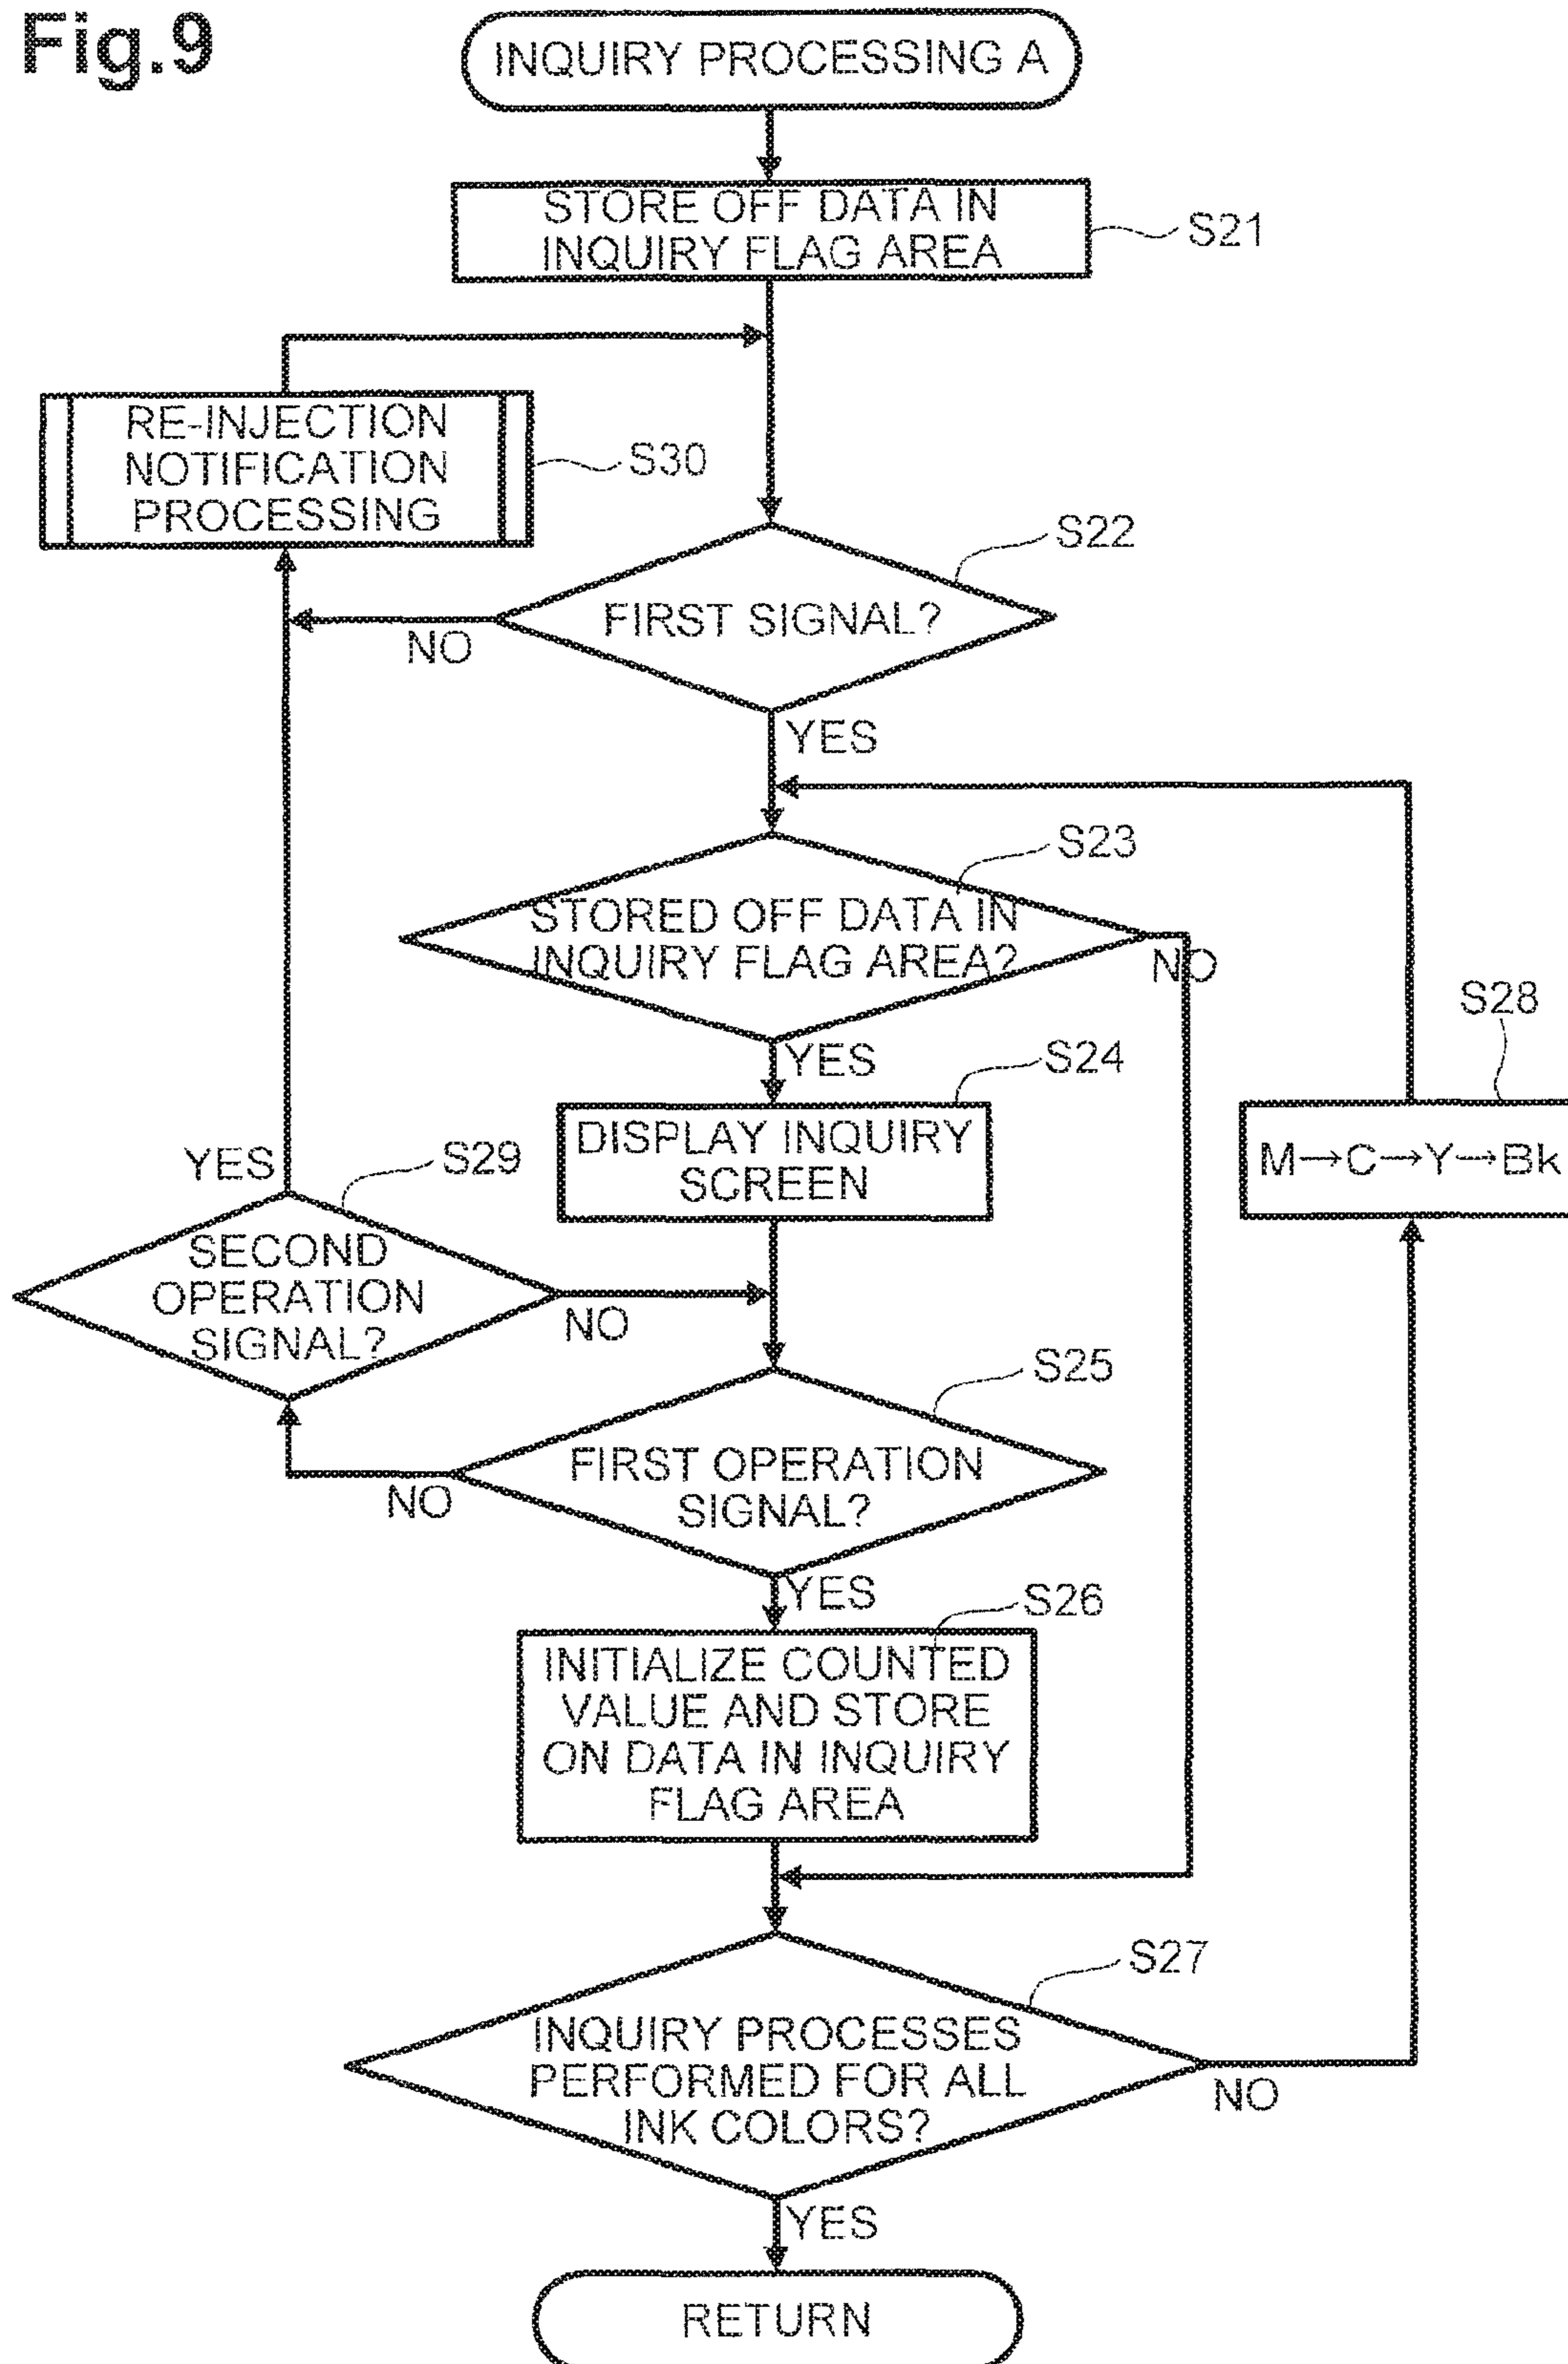 Fig.9
INQUIRY PROCESSING A
STORE OFF DATA IN
INQUIRY FLAG AREA
S21
RE-INJECTION
NOTIFICATION
PROCESSING
S30
S22
FIRST SIGNAL?
NO
YES
S23
STORED OFF DATA IN
INQUIRY FLAG AREA?
NO
YES
S24
DISPLAY INQUIRY
SCREEN
S28
M→C→Y→Bk
YES
S29
SECOND
OPERATION
SIGNAL?
NO
S25
FIRST OPERATION
SIGNAL?
NO
YES
S26
INITIALIZE COUNTED
VALUE AND STORE
ON DATA IN INQUIRY
FLAG AREA
S27
INQUIRY PROCESSES
PERFORMED FOR ALL
INK COLORS?
NO
YES
RETURN